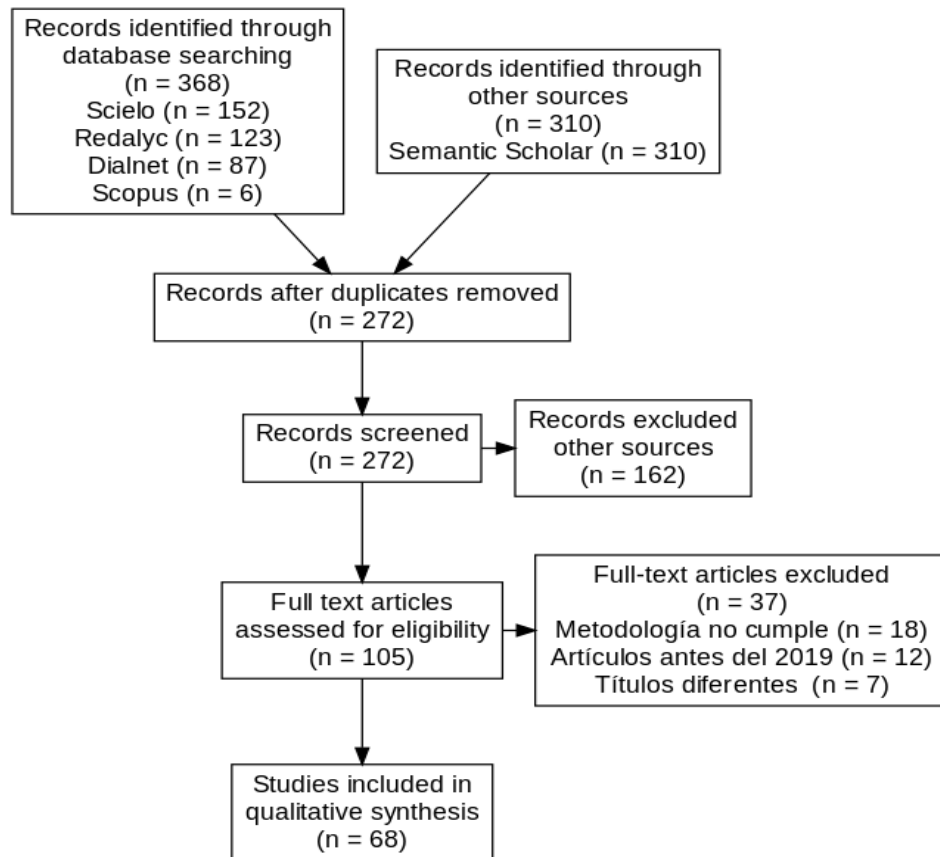 Records identified through
database searching
(n = 368)
Scielo (n = 152)
Redalyc (n = 123)
Dialnet (n = 87)
Scopus (n = 6)
Records identified through
other sources
(n = 310)
Semantic Scholar (n = 310)
Records after duplicates removed
(n = 272)
Records screened
(n = 272)
Records excluded
other sources
(n = 162)
Full text articles
assessed for eligibility
(n = 105)
Full-text articles excluded
(n = 37)
Metodología no cumple (n = 18)
Artículos antes del 2019 (n = 12)
Títulos diferentes (n = 7)
Studies included in
qualitative synthesis
(n = 68)